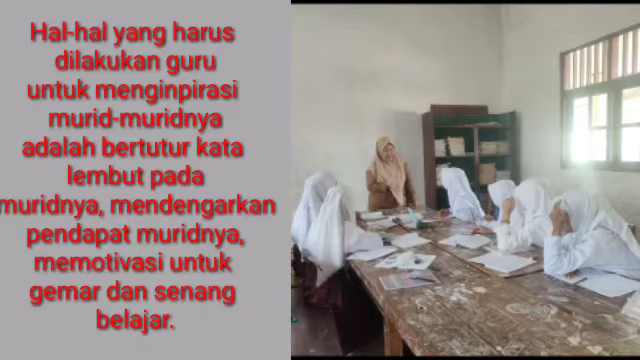 Hal-hal yang harus
dilakukan guru
untuk menginpirasi
murid-muridnya
adalah bertutur kata
lembut pada
muridnya, mendengarkan
pendapat muridnya,
memotivasi untuk
gemar dan senang
belajar.